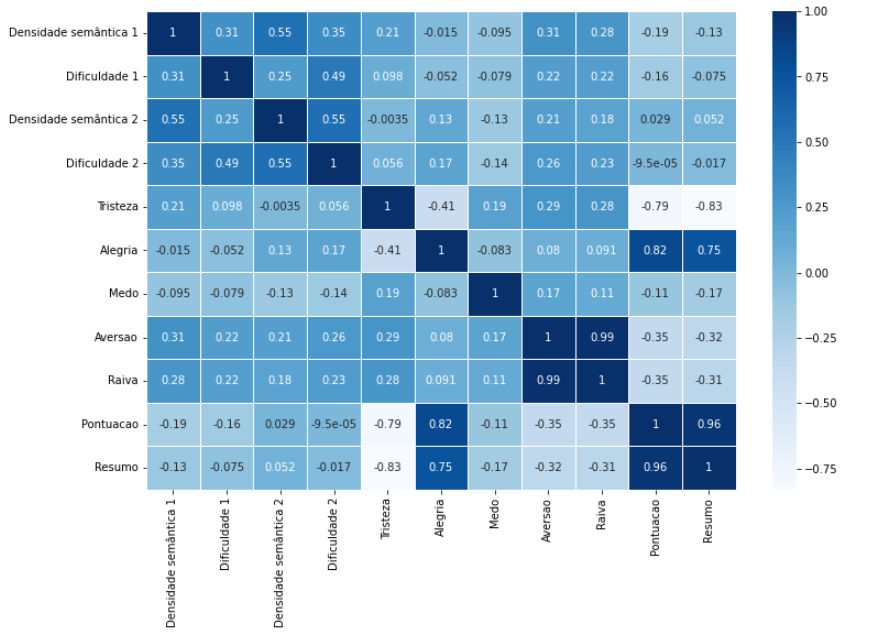 Densidade semântica 1 1 0.31 0.55 0.35 0.21 -0.015 -0.095 0.31 0.28 -0.19 -0.13
Dificuldade 1 0.31 1 0.25 0.49 0.098 -0.052 -0.079 0.22 0.22 -0.16 -0.075
Densidade semântica 2 0.55 0.25 1 0.55 -0.0035 0.13 -0.13 0.21 0.18 0.029 0.052
Dificuldade 2 0.35 0.49 0.55 1 0.056 0.17 -0.14 0.26 0.23 -9.5e-05 -0.017
Tristeza 0.21 0.098 -0.0035 0.056 1 -0.41 0.19 0.29 0.28 -0.79 -0.83
Alegria -0.015 -0.052 0.13 0.17 -0.41 1 -0.083 0.08 0.091 0.82 0.75
Medo -0.095 -0.079 -0.13 -0.14 0.19 -0.083 1 0.17 0.11 -0.11 -0.17
Aversao 0.31 0.22 0.21 0.26 0.29 0.08 0.17 1 0.99 -0.35 -0.32
Raiva 0.28 0.22 0.18 0.23 0.28 0.091 0.11 0.99 1 -0.35 -0.31
Pontuacao -0.19 -0.16 0.029 -9.5e-05 -0.79 0.82 -0.11 -0.35 -0.35 1 0.96
Resumo -0.13 -0.075 0.052 -0.017 -0.83 0.75 -0.17 -0.32 -0.31 0.96 1
Densidade semântica 1
Dificuldade 1
Densidade semântica 2
Dificuldade 2
Tristeza
Alegria
Medo
Aversao
Raiva
Pontuacao
Resumo
1.00
0.75
0.50
0.25
0.00
−0.25
−0.50
−0.75